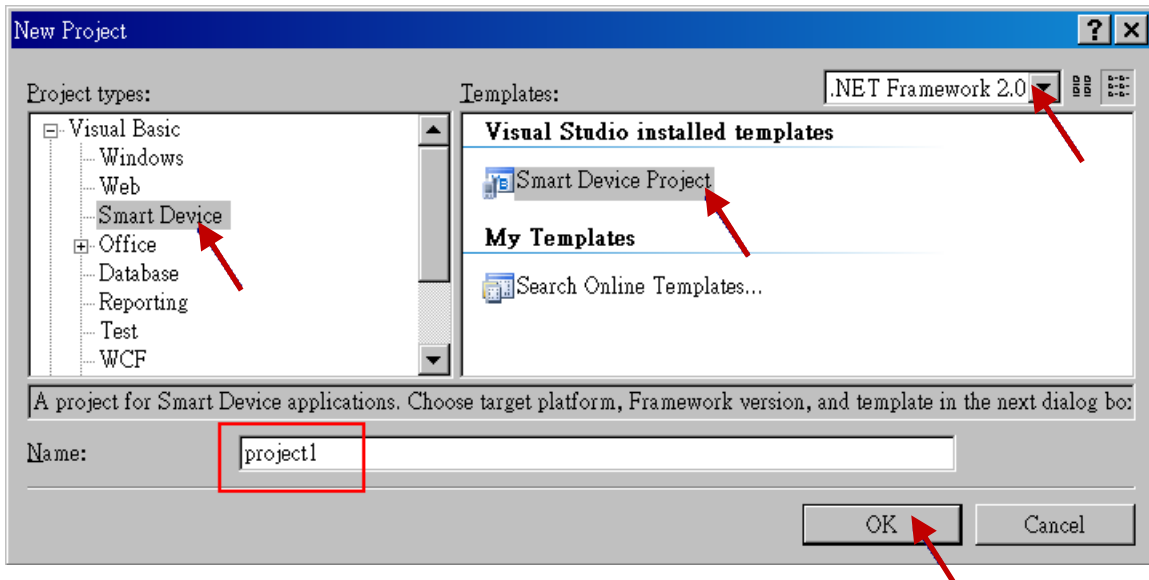 New Project
Project types:
Templates:
.NET Framework 2.0
Visual Basic
Windows
Web
Smart Device
Office
Database
Reporting
Test
WCF
Visual Studio installed templates
Smart Device Project
My Templates
Search Online Templates...
A project for Smart Device applications. Choose target platform, Framework version, and template in the next dialog bo
Name:
project1
OK
Cancel